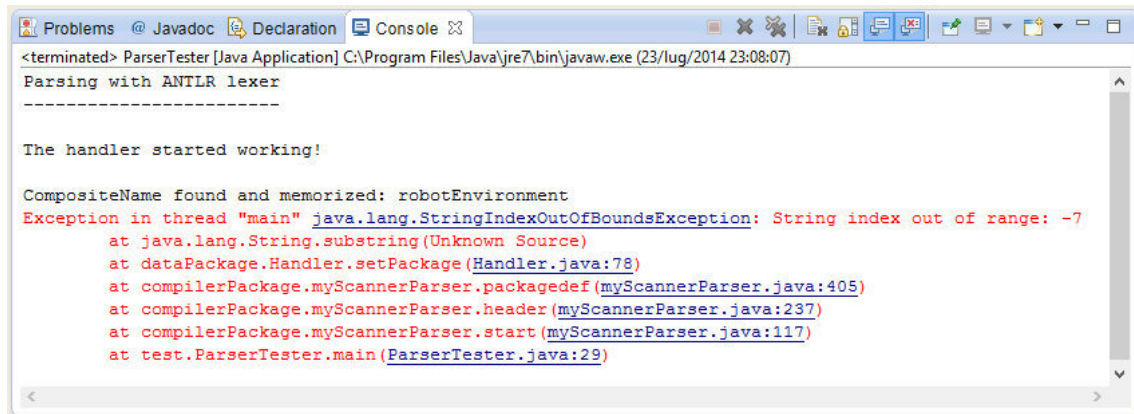 Problems @ Javadoc Declaration Console
<terminated> ParserTester [Java Application] C:\Program Files\Java\jre7\bin\javaw.exe (23/lug/2014 23:08:07)
Parsing with ANTLR lexer
------------------------
The handler started working!
CompositeName found and memorized: robotEnvironment
Exception in thread "main" java.lang.StringIndexOutOfBoundsException: String index out of range: -7
at java.lang.String.substring(Unknown Source)
at dataPackage.Handler.setPackage(Handler.java:78)
at compilerPackage.myScannerParser.packagedef(myScannerParser.java:405)
at compilerPackage.myScannerParser.header(myScannerParser.java:237)
at compilerPackage.myScannerParser.start(myScannerParser.java:117)
at test.ParserTester.main(ParserTester.java:29)